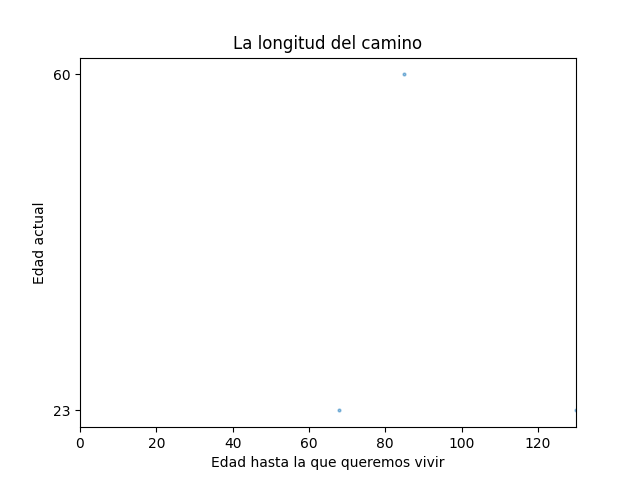 La longitud del camino
60
Edad actual
23
0 20 40 60 80 100 120
Edad hasta la que queremos vivir